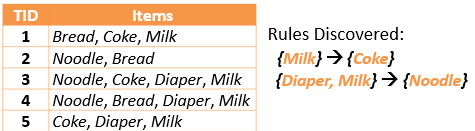 TID Items
1 Bread, Coke, Milk
2 Noodle, Bread
3 Noodle, Coke, Diaper, Milk
4 Noodle, Bread, Diaper, Milk
5 Coke, Diaper, Milk
Rules Discovered:
{Milk} → {Coke}
{Diaper, Milk} → {Noodle}